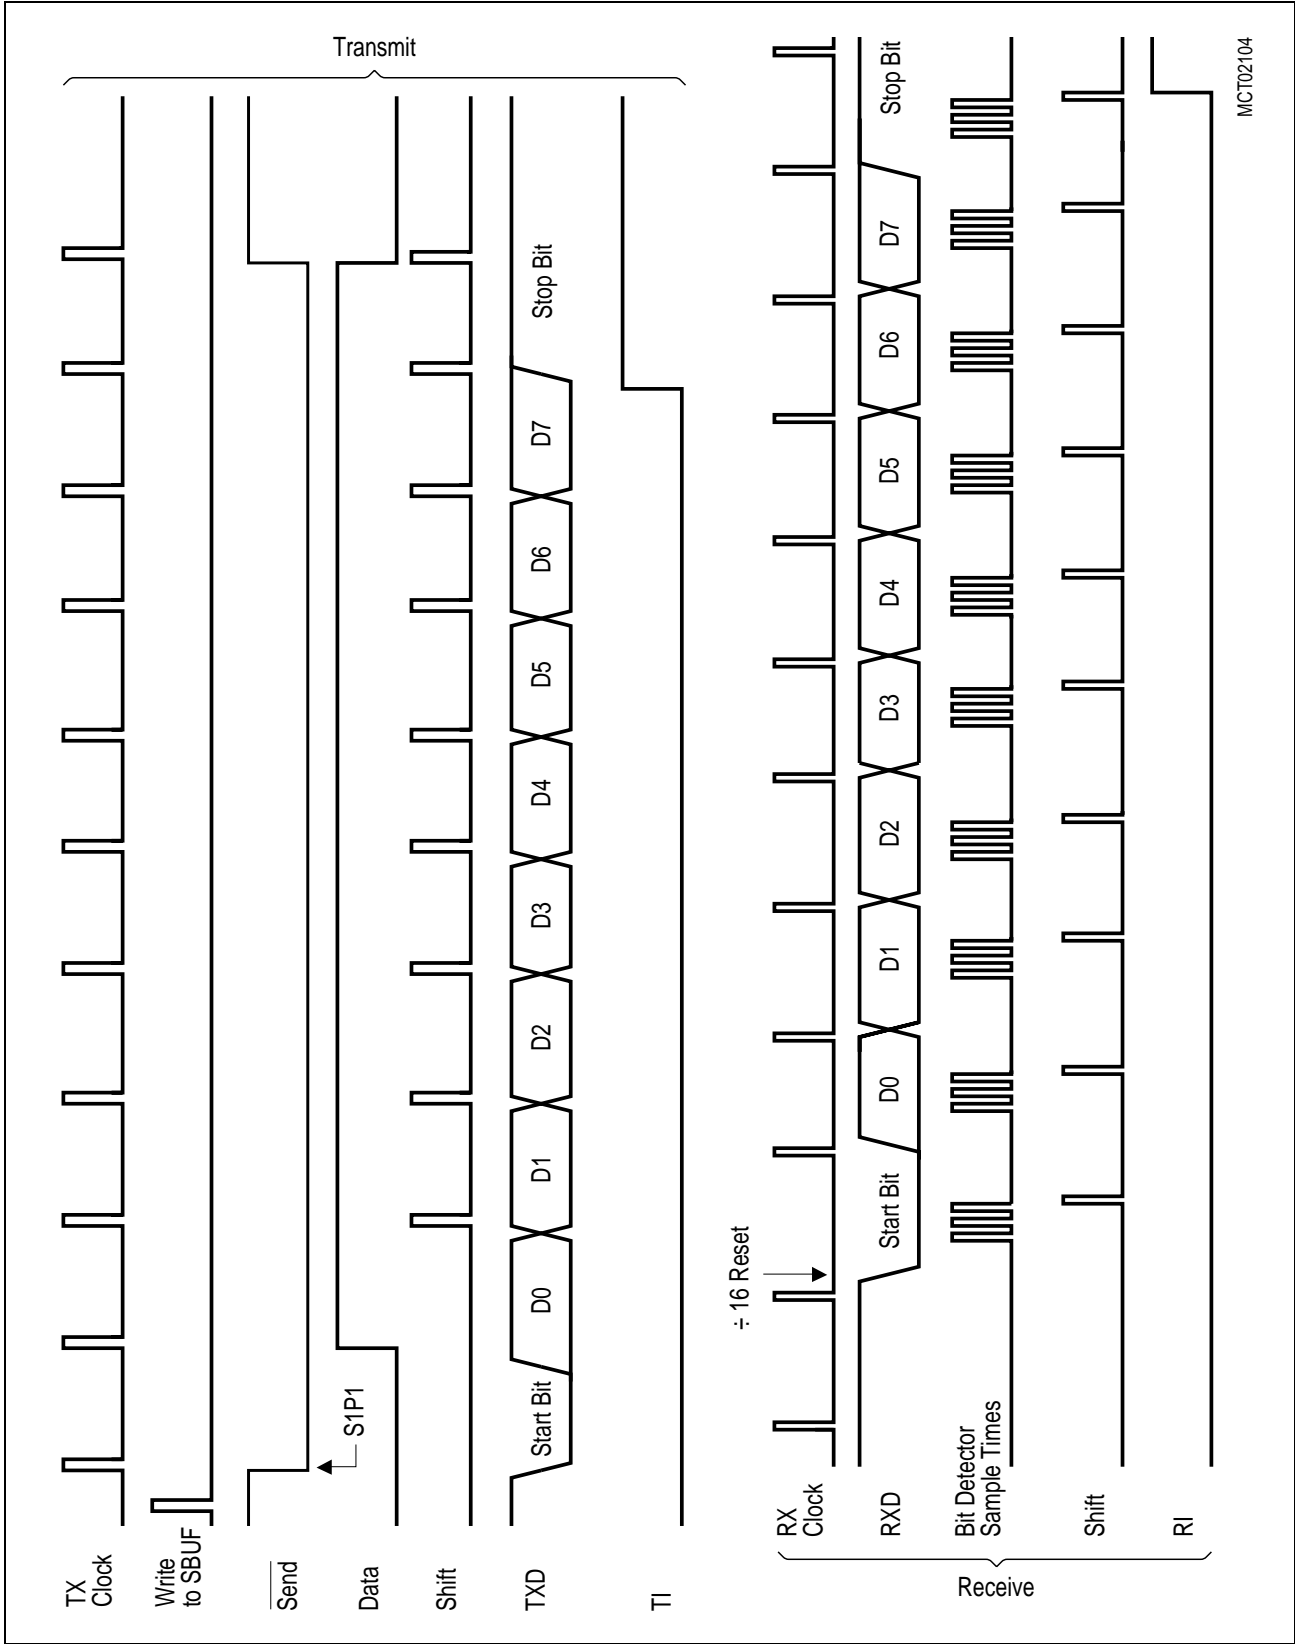 Transmit
TX
Clock
Write
to SBUF
Send
S1P1
Data
Shift
TXD
Start Bit
D0
D1
D2
D3
D4
D5
D6
D7
Stop Bit
TI
÷ 16 Reset
RX
Clock
RXD
Start Bit
D0
D1
D2
D3
D4
D5
D6
D7
Stop Bit
Bit Detector
Sample Times
Shift
RI
Receive
MCT02104